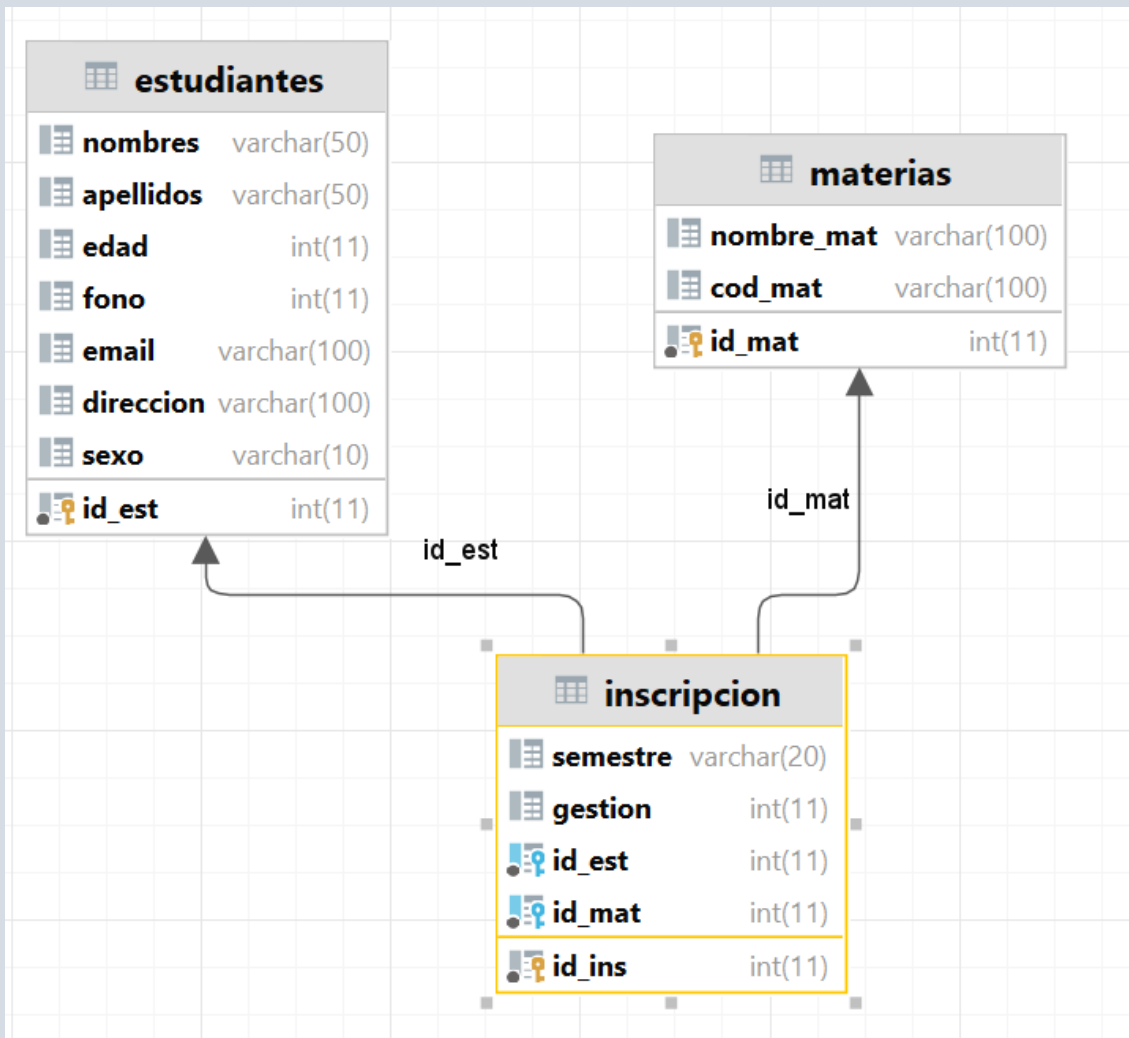 estudiantes
nombres varchar(50)
apellidos varchar(50)
edad int(11)
fono int(11)
email varchar(100)
direccion varchar(100)
sexo varchar(10)
id_est int(11)
materias
nombre_mat varchar(100)
cod_mat varchar(100)
id_mat int(11)
id_est
id_mat
inscripcion
semestre varchar(20)
gestion int(11)
id_est int(11)
id_mat int(11)
id_ins int(11)